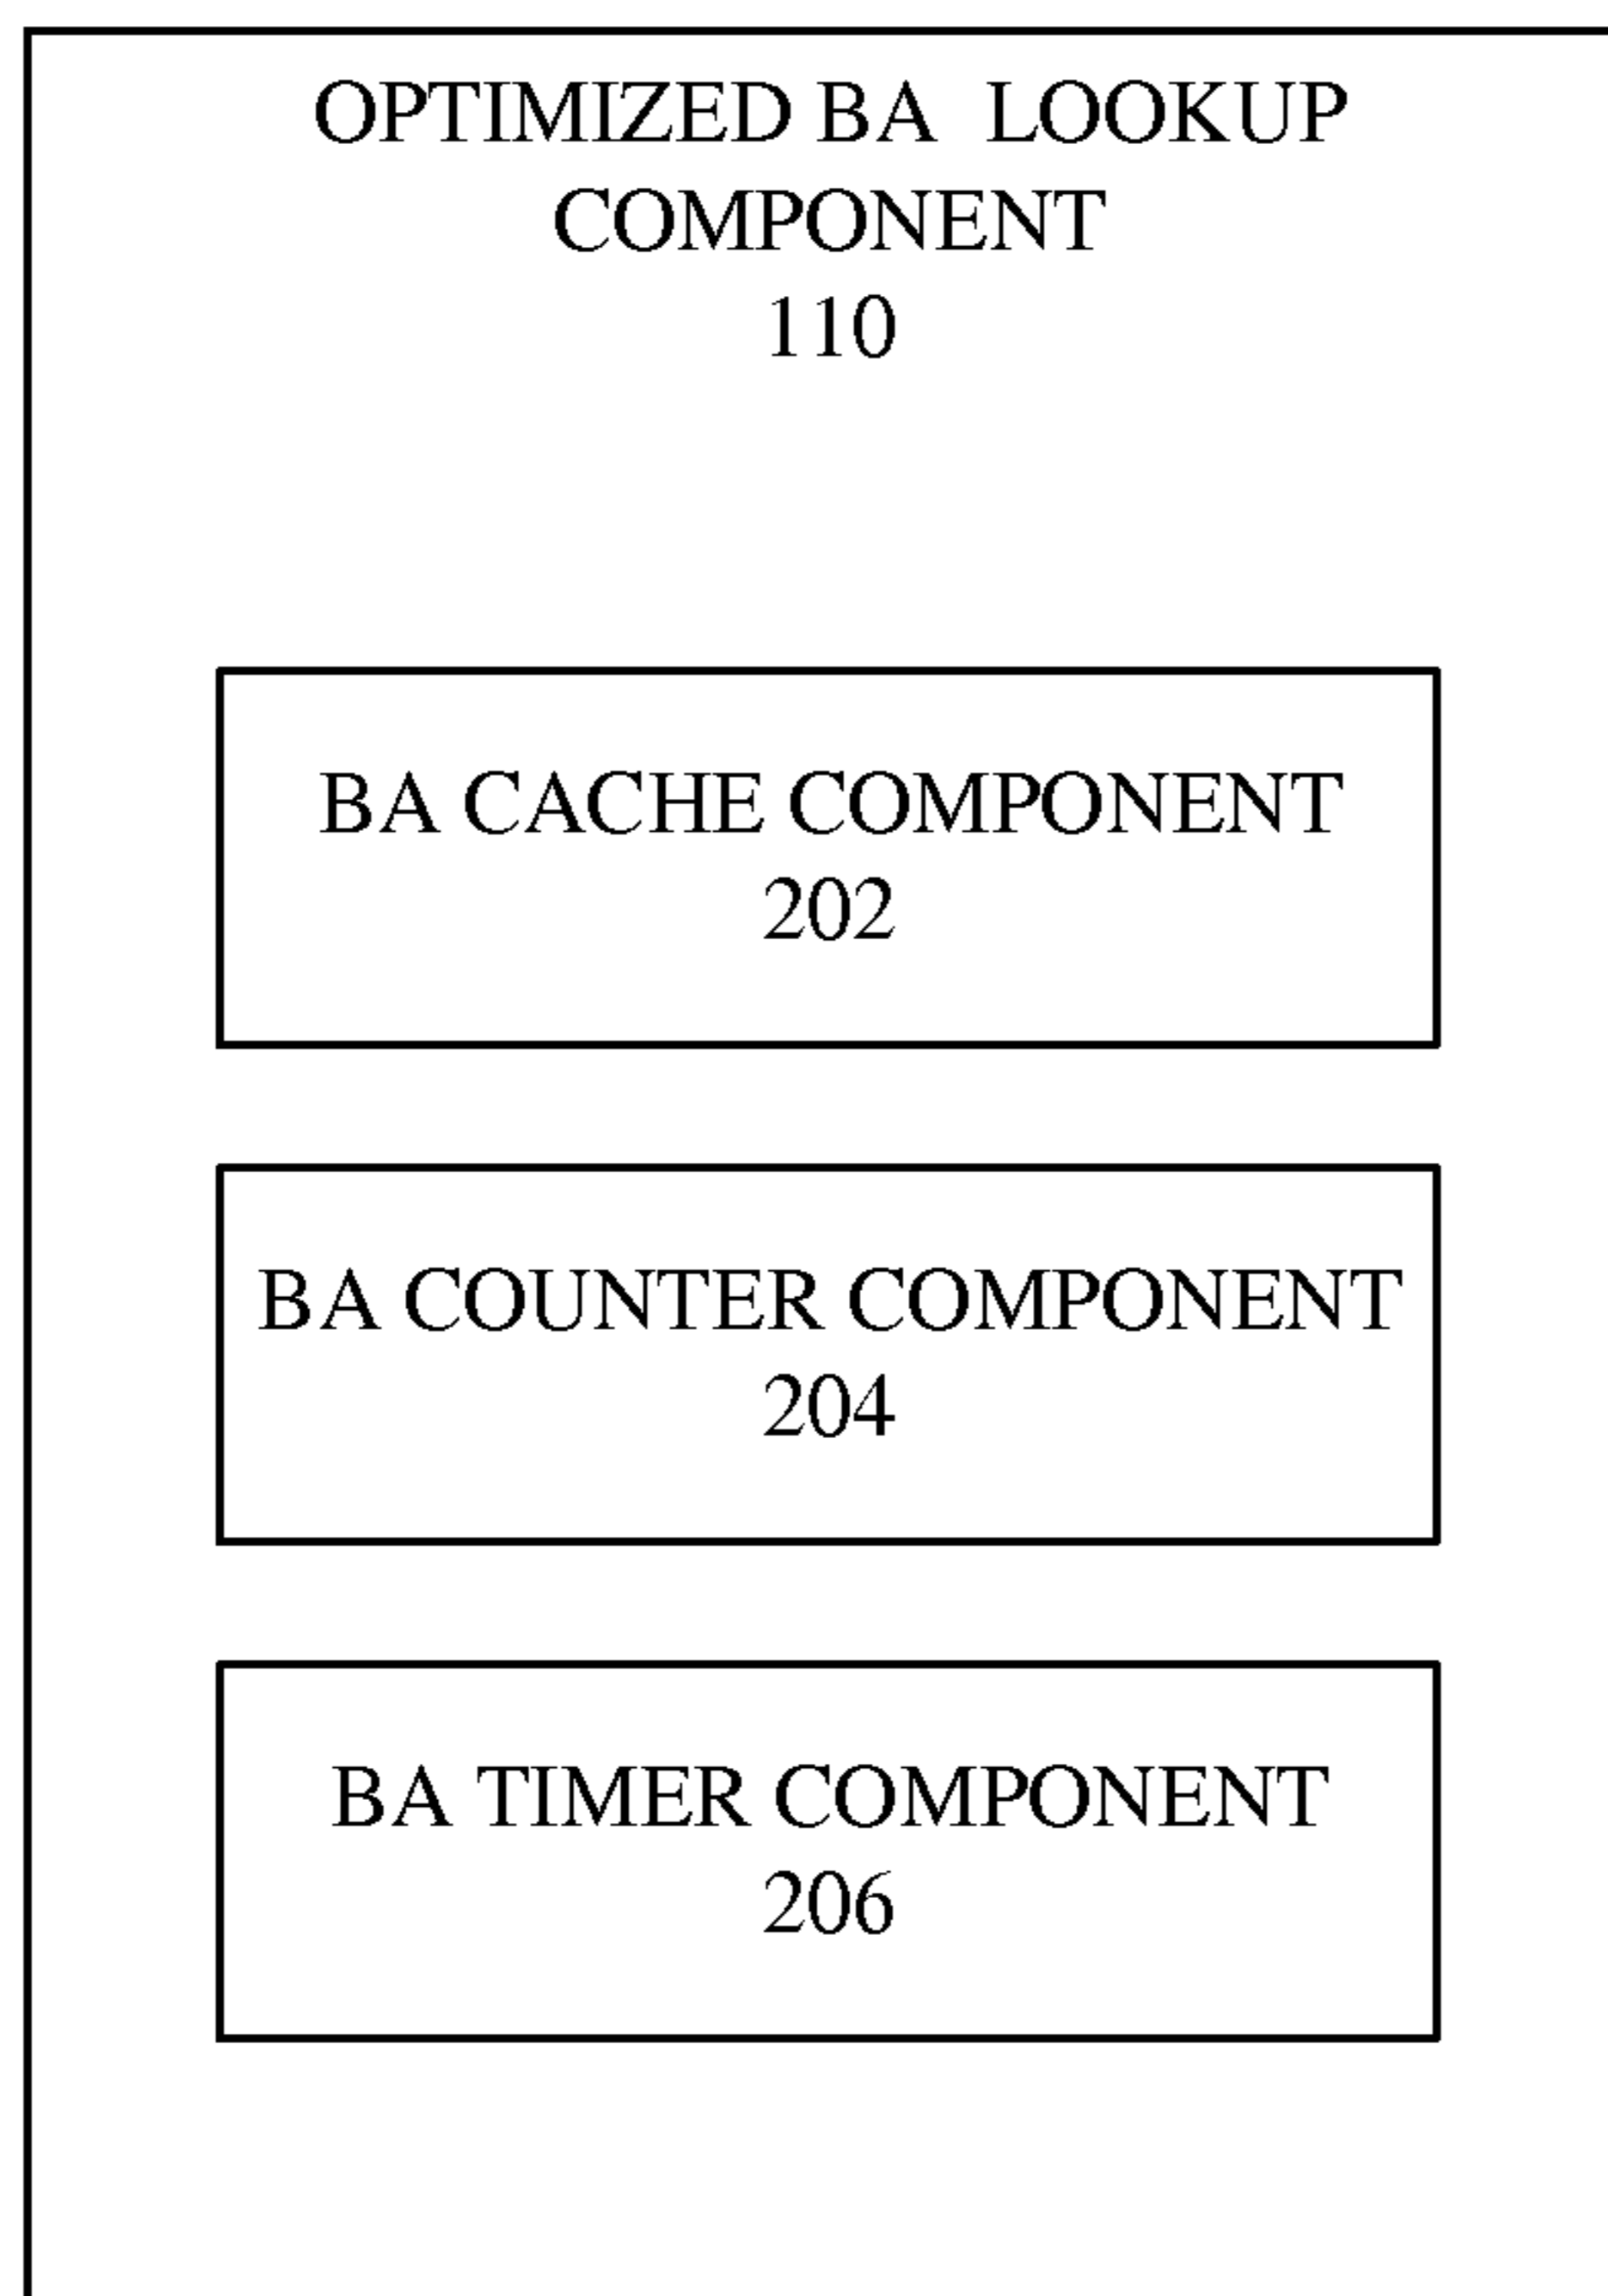 OPTIMIZED BA LOOKUP
COMPONENT
110
BA CACHE COMPONENT
202
BA COUNTER COMPONENT
204
BA TIMER COMPONENT
206